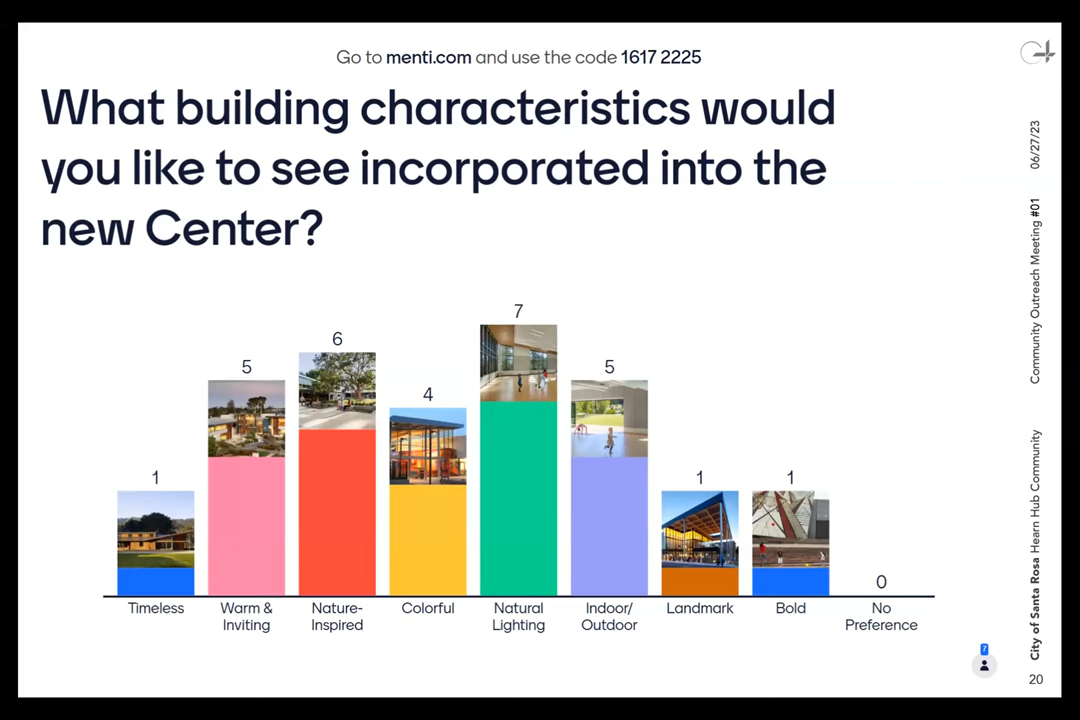 Go to menti.com and use the code 1617 2225
What building characteristics would
you like to see incorporated into the
new Center?
1
5
6
4
7
5
1
1
0
Timeless
Warm &
Inviting
Nature-
Inspired
Colorful
Natural
Lighting
Indoor/
Outdoor
Landmark
Bold
No
Preference
7
06/27/23
Community Outreach Meeting #01
City of Santa Rosa Hearn Hub Community
20